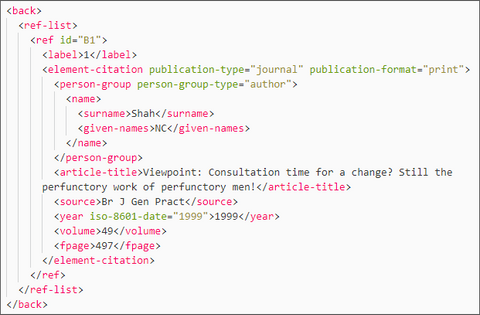 <back>
<ref-list>
<ref id="B1">
<label>1</label>
<element-citation publication-type="journal" publication-format="print">
<person-group person-group-type="author">
<name>
<surname>Shah</surname>
<given-names>NC</given-names>
</name>
</person-group>
<article-title>Viewpoint: Consultation time for a change? Still the
perfunctory work of perfunctory men!</article-title>
<source>Br J Gen Pract</source>
<year iso-8601-date="1999">1999</year>
<volume>49</volume>
<fpage>497</fpage>
</element-citation>
</ref>
</ref-list>
</back>